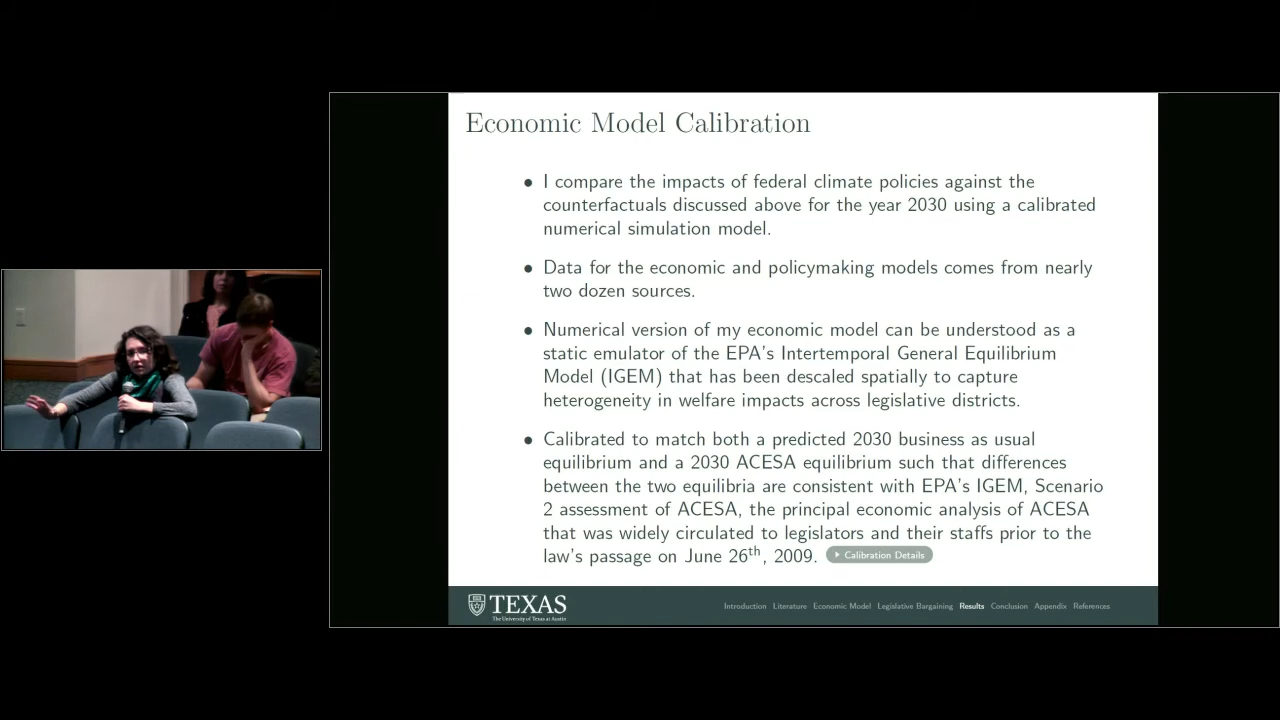 Economic Model Calibration
• I compare the impacts of federal climate policies against the
counterfactuals discussed above for the year 2030 using a calibrated
numerical simulation model.
• Data for the economic and policymaking models comes from nearly
two dozen sources.
• Numerical version of my economic model can be understood as a
static emulator of the EPA's Intertemporal General Equilibrium
Model (IGEM) that has been descaled spatially to capture
heterogeneity in welfare impacts across legislative districts.
• Calibrated to match both a predicted 2030 business as usual
equilibrium and a 2030 ACESA equilibrium such that differences
between the two equilibria are consistent with EPA's IGEM, Scenario
2 assessment of ACESA, the principal economic analysis of ACESA
that was widely circulated to legislators and their staffs prior to the
law's passage on June 26th, 2009. Calibration Details
TEXAS
The University of Texas at Austin
Introduction Literature Economic Model Legislative Bargaining Results Conclusion Appendix References